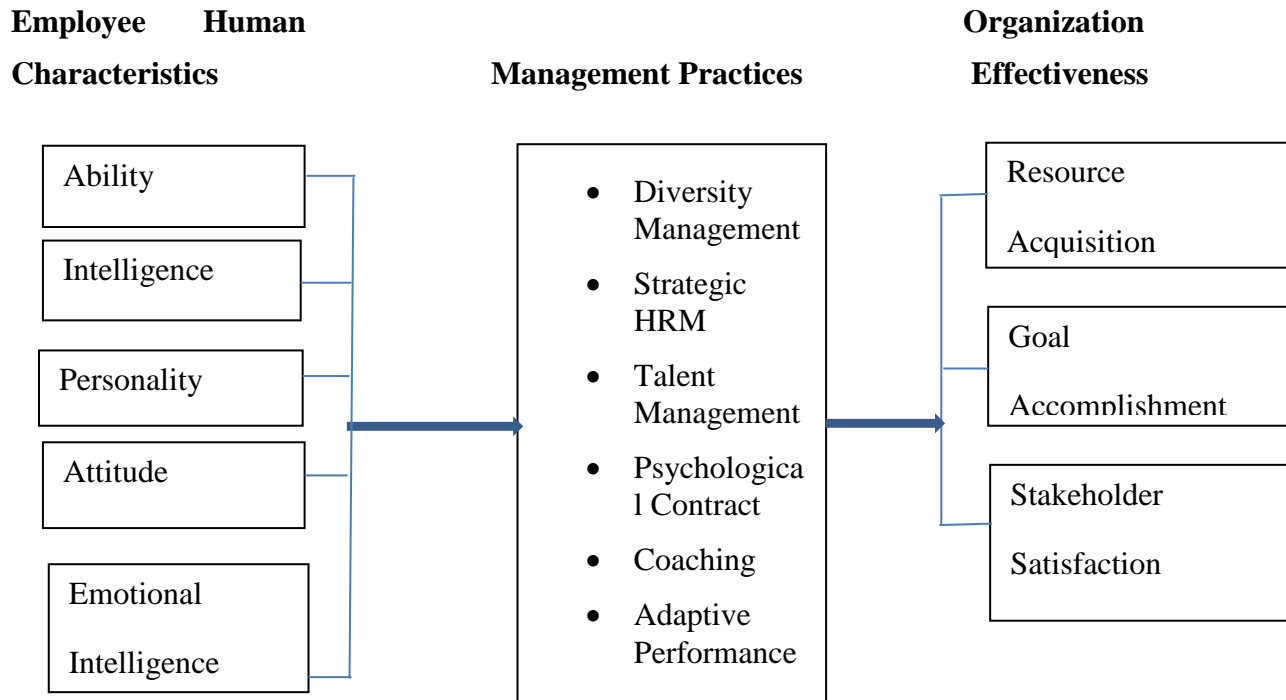 Employee Human
Characteristics
Management Practices
Organization
Effectiveness
Ability
Intelligence
Personality
Attitude
Emotional
Intelligence
• Diversity
Management
• Strategic
HRM
• Talent
Management
• Psychologica
l Contract
• Coaching
• Adaptive
Performance
Resource
Acquisition
Goal
Accomplishment
Stakeholder
Satisfaction